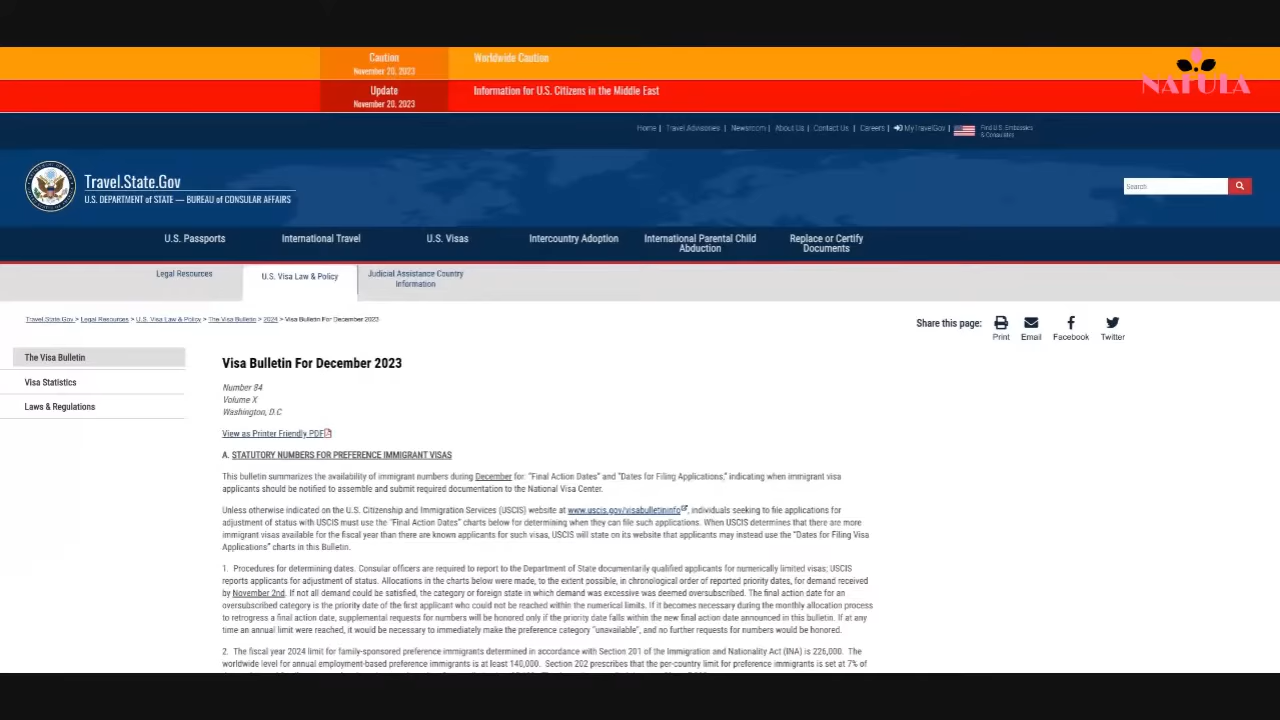 Caution
November 20, 2023
Worldwide Caution
Update
November 20, 2023
Information for U.S. Citizens in the Middle East
NAFULA
Home | Travel Advisories | Newsroom | About Us | Contact Us | Careers | MyTravelGov |
Find U.S. Embassies
& Consulates
Travel.State.Gov
U.S. DEPARTMENT of STATE — BUREAU of CONSULAR AFFAIRS
Search
U.S. Passports
International Travel
U.S. Visas
Intercountry Adoption
International Parental Child
Abduction
Replace or Certify
Documents
Legal Resources
U.S. Visa Law & Policy
Judicial Assistance Country
Information
Travel.State.Gov > Legal Resources > U.S. Visa Law & Policy > The Visa Bulletin > 2024 > Visa Bulletin For December 2023
Share this page:
Print
Email
Facebook
Twitter
The Visa Bulletin
Visa Statistics
Laws & Regulations
Visa Bulletin For December 2023
Number 84
Volume X
Washington, D.C
View as Printer Friendly PDF
A. STATUTORY NUMBERS FOR PREFERENCE IMMIGRANT VISAS
This bulletin summarizes the availability of immigrant numbers during December for: “Final Action Dates” and “Dates for Filing Applications,” indicating when immigrant visa
applicants should be notified to assemble and submit required documentation to the National Visa Center.
Unless otherwise indicated on the U.S. Citizenship and Immigration Services (USCIS) website at www.uscis.gov/visabulletininfo, individuals seeking to file applications for
adjustment of status with USCIS must use the “Final Action Dates” charts below for determining when they can file such applications. When USCIS determines that there are more
immigrant visas available for the fiscal year than there are known applicants for such visas, USCIS will state on its website that applicants may instead use the “Dates for Filing Visa
Applications” charts in this Bulletin.
1. Procedures for determining dates. Consular officers are required to report to the Department of State documentarily qualified applicants for numerically limited visas; USCIS
reports applicants for adjustment of status. Allocations in the charts below were made, to the extent possible, in chronological order of reported priority dates, for demand received
by November 2nd. If not all demand could be satisfied, the category or foreign state in which demand was excessive was deemed oversubscribed. The final action date for an
oversubscribed category is the priority date of the first applicant who could not be reached within the numerical limits. If it becomes necessary during the monthly allocation process
to retrogress a final action date, supplemental requests for numbers will be honored only if the priority date falls within the new final action date announced in this bulletin. If at any
time an annual limit were reached, it would be necessary to immediately make the preference category “unavailable”, and no further requests for numbers would be honored.
2. The fiscal year 2024 limit for family-sponsored preference immigrants determined in accordance with Section 201 of the Immigration and Nationality Act (INA) is 226,000. The
worldwide level for annual employment-based preference immigrants is at least 140,000. Section 202 prescribes that the per-country limit for preference immigrants is set at 7% of